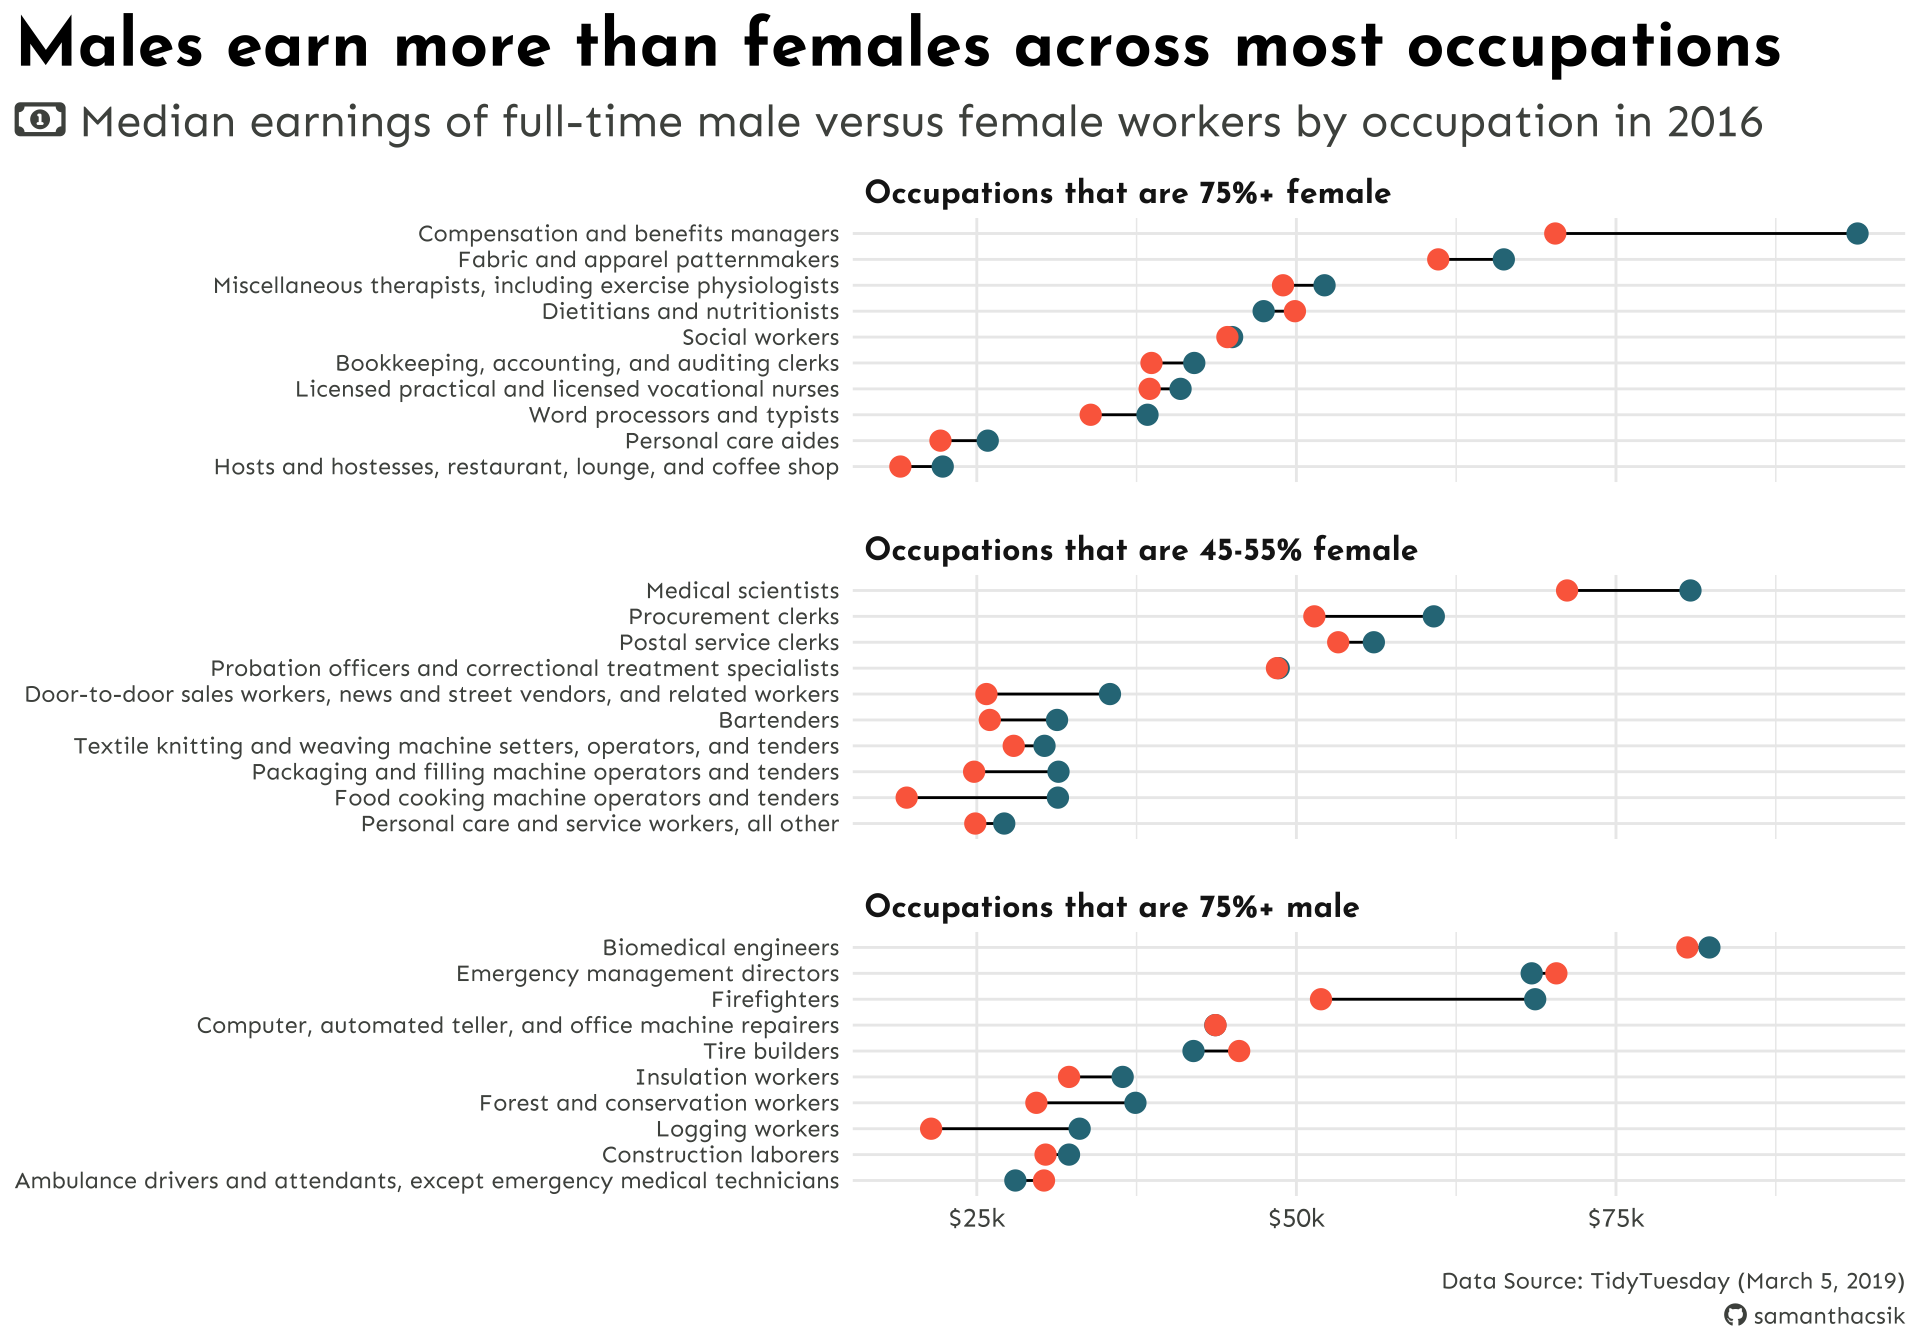 Males earn more than females across most occupations
Median earnings of full-time male versus female workers by occupation in 2016
Occupations that are 75%+ female
Compensation and benefits managers
Fabric and apparel patternmakers
Miscellaneous therapists, including exercise physiologists
Dietitians and nutritionists
Social workers
Bookkeeping, accounting, and auditing clerks
Licensed practical and licensed vocational nurses
Word processors and typists
Personal care aides
Hosts and hostesses, restaurant, lounge, and coffee shop
Occupations that are 45-55% female
Medical scientists
Procurement clerks
Postal service clerks
Probation officers and correctional treatment specialists
Door-to-door sales workers, news and street vendors, and related workers
Bartenders
Textile knitting and weaving machine setters, operators, and tenders
Packaging and filling machine operators and tenders
Food cooking machine operators and tenders
Personal care and service workers, all other
Occupations that are 75%+ male
Biomedical engineers
Emergency management directors
Firefighters
Computer, automated teller, and office machine repairers
Tire builders
Insulation workers
Forest and conservation workers
Logging workers
Construction laborers
Ambulance drivers and attendants, except emergency medical technicians
$25k $50k $75k
Data Source: TidyTuesday (March 5, 2019)
samanthacsik